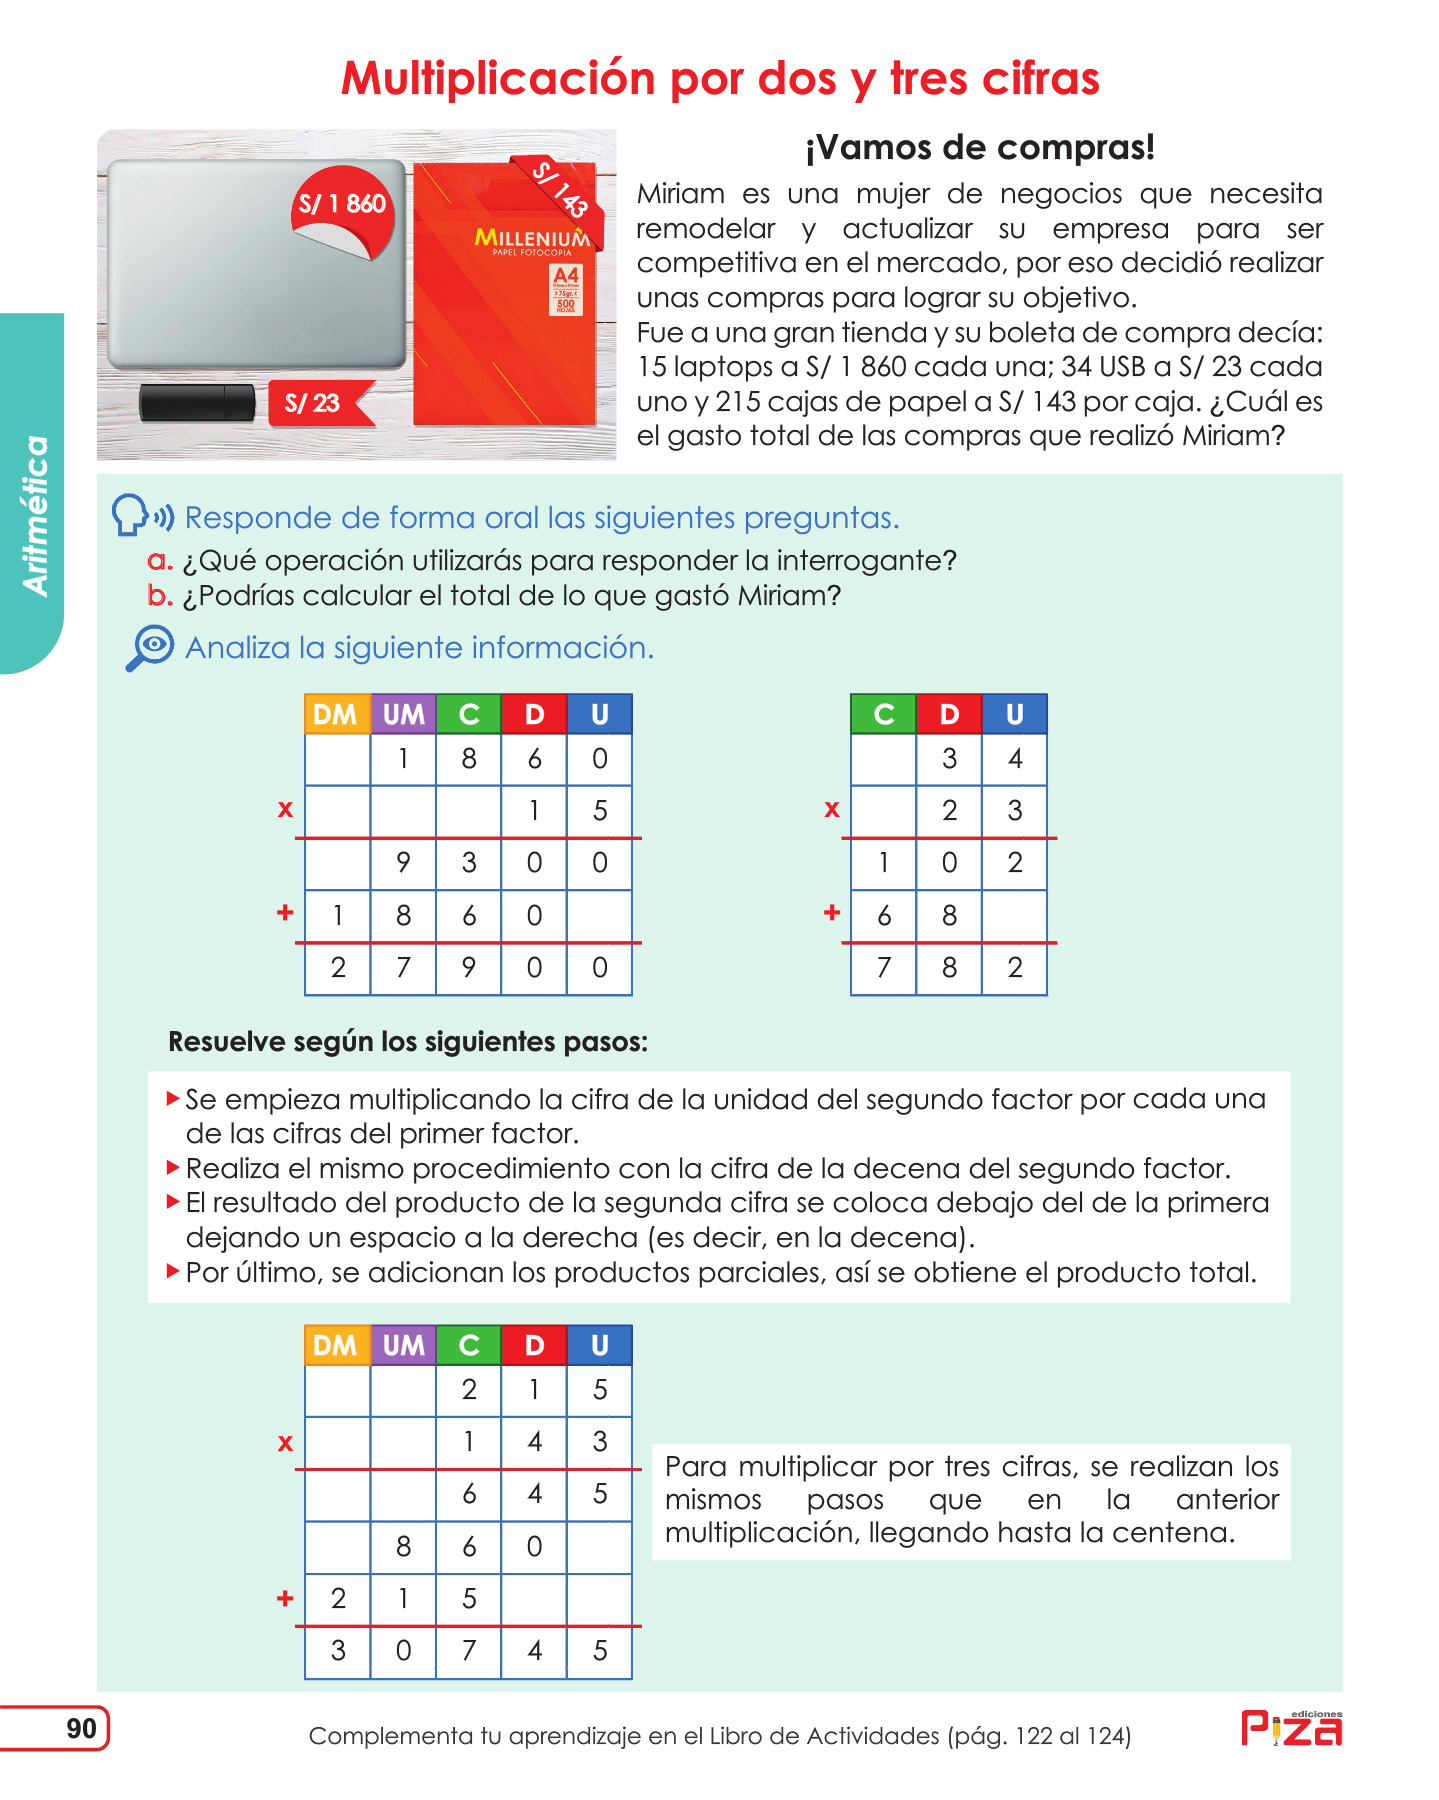 Multiplicación por dos y tres cifras
S/ 1 860
S/ 143
MILLENIUM
PAPEL FOTOCOPIA
A4
75gr.
500
HOJAS
S/ 23
¡Vamos de compras!
Miriam es una mujer de negocios que necesita
remodelar y actualizar su empresa para ser
competitiva en el mercado, por eso decidió realizar
unas compras para lograr su objetivo.
Fue a una gran tienda y su boleta de compra decía:
15 laptops a S/ 1 860 cada una; 34 USB a S/ 23 cada
uno y 215 cajas de papel a S/ 143 por caja. ¿Cuál es
el gasto total de las compras que realizó Miriam?
Aritmética
Responde de forma oral las siguientes preguntas.
a. ¿Qué operación utilizarás para responder la interrogante?
b. ¿Podrías calcular el total de lo que gastó Miriam?
Analiza la siguiente información.
DM UM C D U
1 8 6 0
x 1 5
9 3 0 0
+ 1 8 6 0
2 7 9 0 0
C D U
3 4
x 2 3
1 0 2
+ 6 8
7 8 2
Resuelve según los siguientes pasos:
Se empieza multiplicando la cifra de la unidad del segundo factor por cada una
de las cifras del primer factor.
Realiza el mismo procedimiento con la cifra de la decena del segundo factor.
El resultado del producto de la segunda cifra se coloca debajo del de la primera
dejando un espacio a la derecha (es decir, en la decena).
Por último, se adicionan los productos parciales, así se obtiene el producto total.
DM UM C D U
2 1 5
x 1 4 3
6 4 5
8 6 0
+ 2 1 5
3 0 7 4 5
Para multiplicar por tres cifras, se realizan los
mismos pasos que en la anterior
multiplicación, llegando hasta la centena.
90
Complementa tu aprendizaje en el Libro de Actividades (pág. 122 al 124)
ediciones
Piza